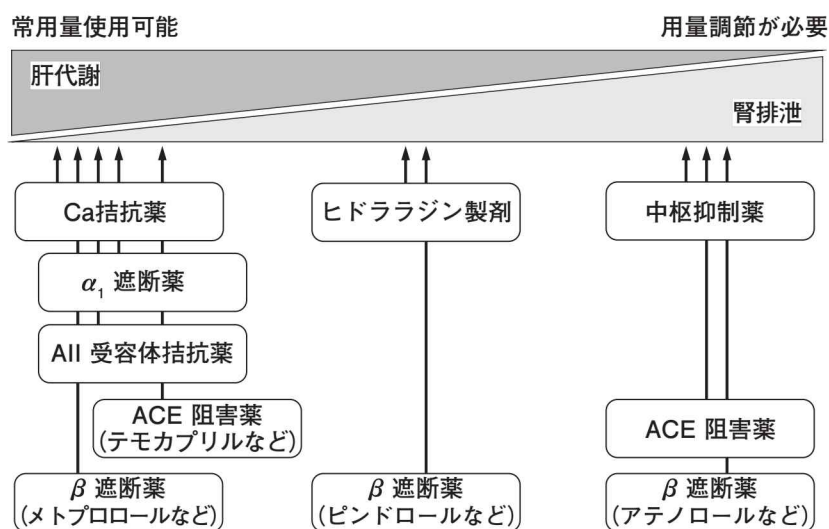 常用量使用可能
用量調節が必要
肝代謝
腎排泄
Ca拮抗薬
ヒドララジン製剤
中枢抑制薬
α₁ 遮断薬
AII 受容体拮抗薬
ACE 阻害薬
(テモカプリルなど)
ACE 阻害薬
β 遮断薬
(メトプロロールなど)
β 遮断薬
(ピンドロールなど)
β 遮断薬
(アテノロールなど)